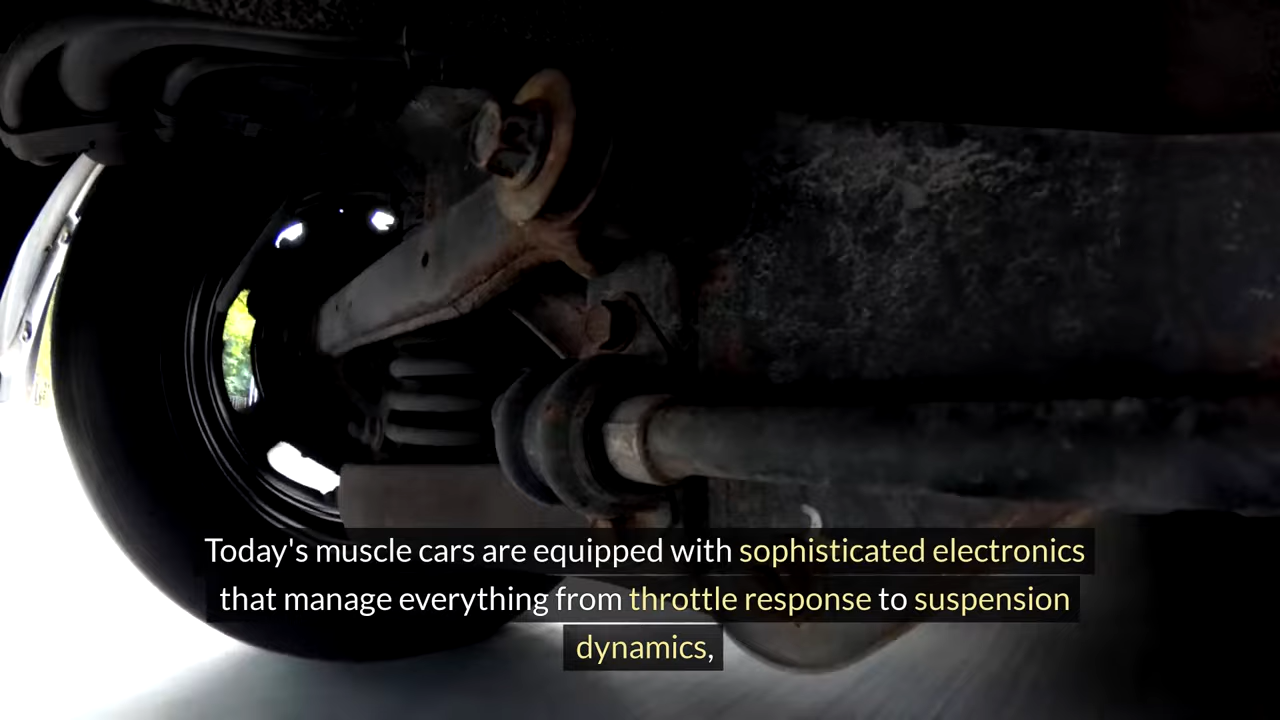 Today's muscle cars are equipped with sophisticated electronics
that manage everything from throttle response to suspension
dynamics,